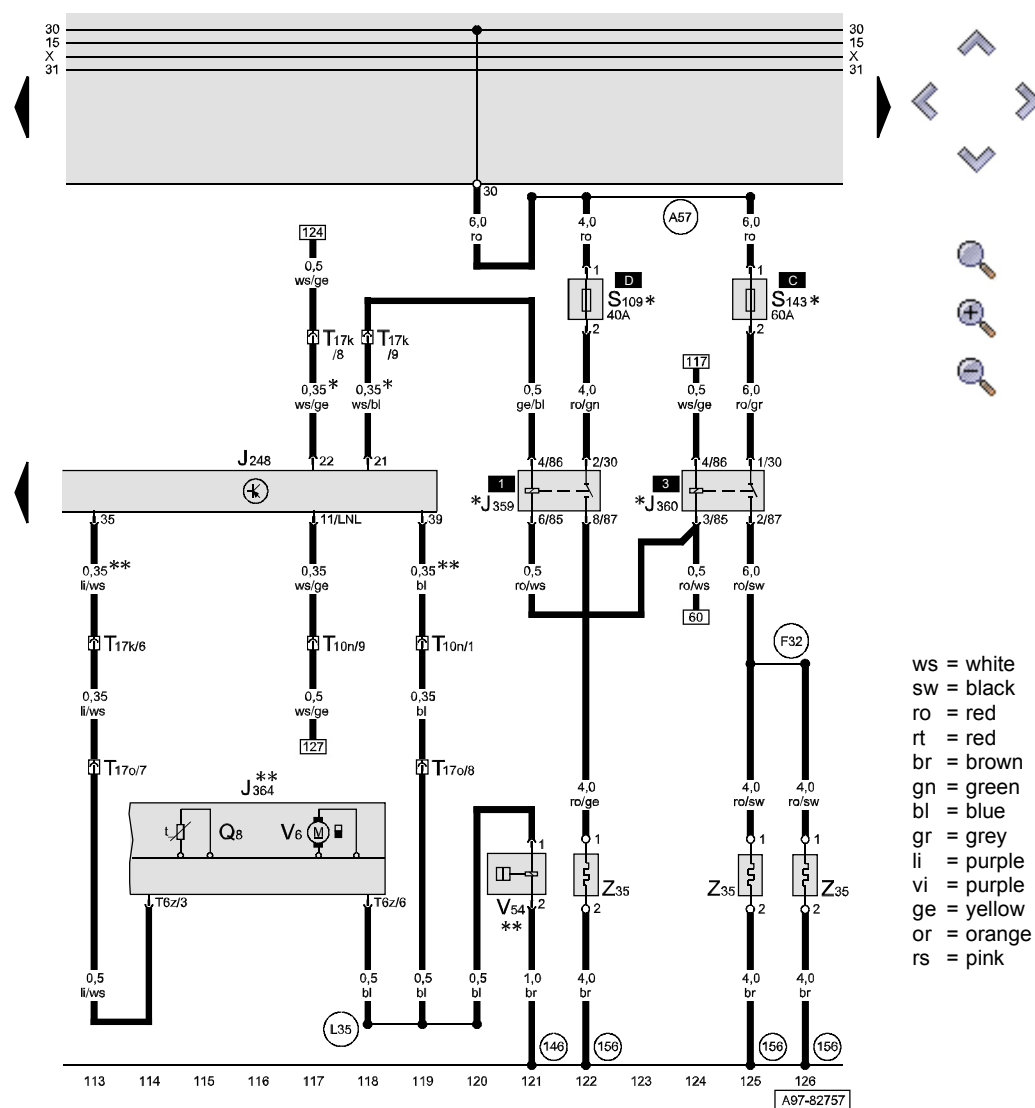 30 30
15 15
X X
31 31
30
6,0 ro
4,0 ro
A57
6,0 ro
124
0,5 ws/ge
1 D
S109* 40A
2
1 C
S143* 60A
2
T17k /8
T17k /9
117
0,35* ws/ge
0,35* ws/bl
0,5 ge/bl
4,0 ro/gn
0,5 ws/ge
6,0 ro/gr
J248 22 21
4/86 2/30
4/86 1/30
1
*J359
3
*J360
35 11/LNL 39
6/85 8/87
3/85 2/87
0,35** li/ws
0,35 ws/ge
0,35** bl
0,5 ro/ws
0,5 ro/ws
6,0 ro/sw
60
T17k/6
T10n/9
T10n/1
F32
0,35 li/ws
0,5 ws/ge
0,35 bl
127
T17o/7
T17o/8
J364**
4,0 ro/ge
4,0 ro/sw
4,0 ro/sw
t Q8 V6 M
1 1 1 1
V54 **
Z35 Z35 Z35
2 2 2 2
T6z/3 T6z/6
0,5 li/ws
0,5 bl
0,5 bl
0,5 bl
1,0 br
4,0 br
4,0 br
4,0 br
L35
146 156 156 156
113 114 115 116 117 118 119 120 121 122 123 124 125 126
A97-82757
ws = white
sw = black
ro = red
rt = red
br = brown
gn = green
bl = blue
gr = grey
li = purple
vi = purple
ge = yellow
or = orange
rs = pink